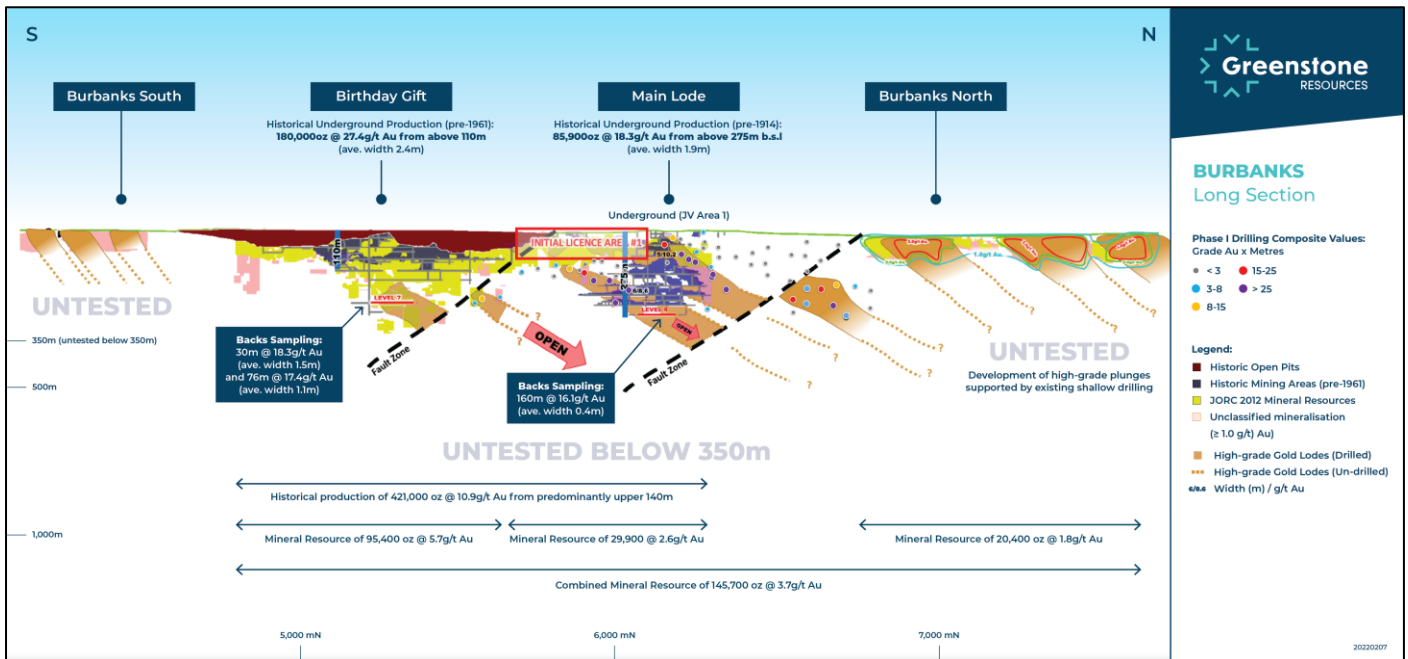 S
N
Burbanks South
Birthday Gift
Main Lode
Burbanks North
Historical Underground Production (pre-1961):
180,000oz @ 27.4g/t Au from above 110m
(ave. width 2.4m)
Historical Underground Production (pre-1914):
85,900oz @ 18.3g/t Au from above 275m b.s.l
(ave. width 1.9m)
Underground (JV Area 1)
INITIAL LICENCE AREA #1
110m
5/10.2
6/8.6
LEVEL 7
UNTESTED
350m (untested below 350m)
500m
1,000m
Backs Sampling:
30m @ 18.3g/t Au
(ave. width 1.5m)
and 76m @ 17.4g/t Au
(ave. width 1.1m)
Fault Zone
OPEN
Backs Sampling:
160m @ 16.1g/t Au
(ave. width 0.4m)
OPEN
Fault Zone
? ? ? ? ? ? ? ?
UNTESTED
Development of high-grade plunges
supported by existing shallow drilling
UNTESTED BELOW 350m
Historical production of 421,000 oz @ 10.9g/t Au from predominantly upper 140m
Mineral Resource of 95,400 oz @ 5.7g/t Au
Mineral Resource of 29,900 @ 2.6g/t Au
Mineral Resource of 20,400 oz @ 1.8g/t Au
Combined Mineral Resource of 145,700 oz @ 3.7g/t Au
5,000 mN
6,000 mN
7,000 mN
Greenstone
RESOURCES
BURBANKS
Long Section
Phase I Drilling Composite Values:
Grade Au x Metres
< 3
15-25
3-8
> 25
8-15
Legend:
Historic Open Pits
Historic Mining Areas (pre-1961)
JORC 2012 Mineral Resources
Unclassified mineralisation
(≥ 1.0 g/t) Au)
High-grade Gold Lodes (Drilled)
High-grade Gold Lodes (Un-drilled)
6/8.6 Width (m) / g/t Au
20220207